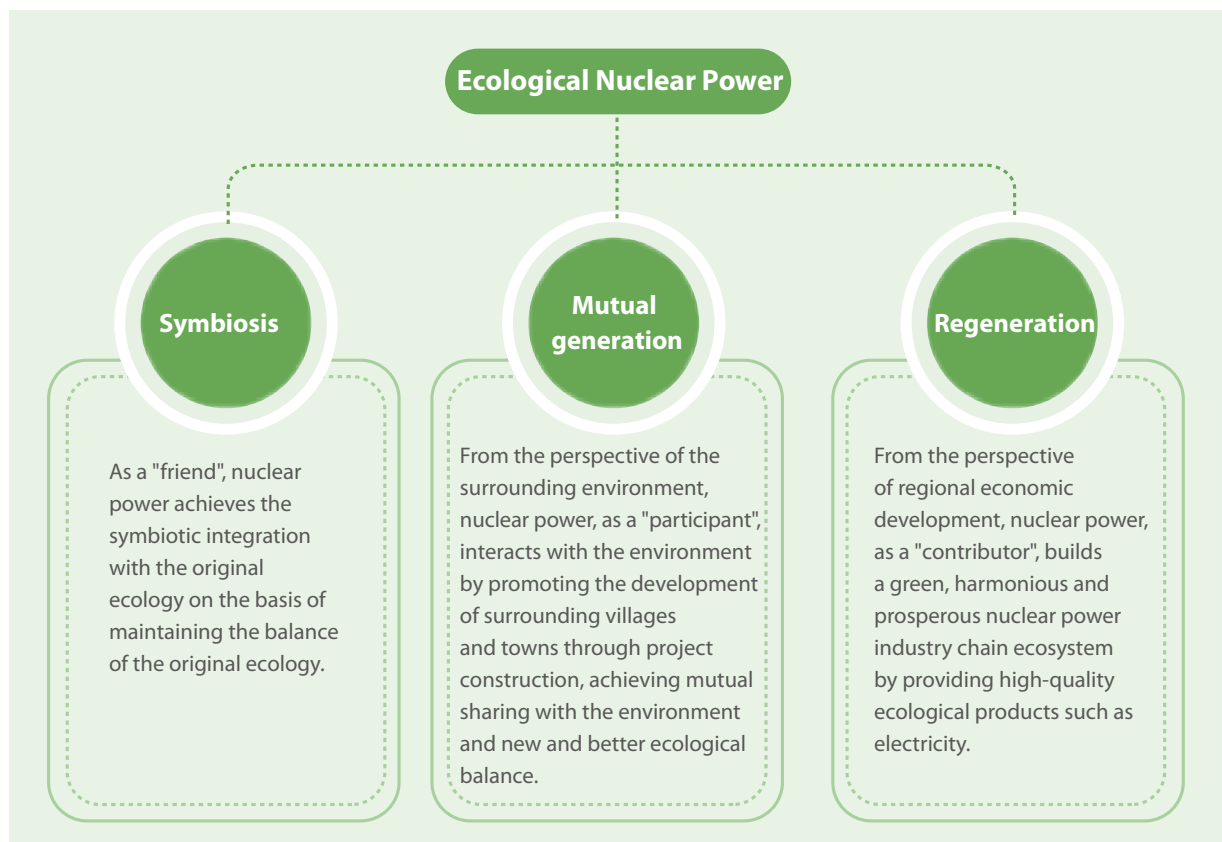 Ecological Nuclear Power
Symbiosis
As a "friend", nuclear
power achieves the
symbiotic integration
with the original
ecology on the basis of
maintaining the balance
of the original ecology.
Mutual
generation
From the perspective of the
surrounding environment,
nuclear power, as a "participant",
interacts with the environment
by promoting the development
of surrounding villages
and towns through project
construction, achieving mutual
sharing with the environment
and new and better ecological
balance.
Regeneration
From the perspective
of regional economic
development, nuclear power,
as a "contributor", builds
a green, harmonious and
prosperous nuclear power
industry chain ecosystem
by providing high-quality
ecological products such as
electricity.